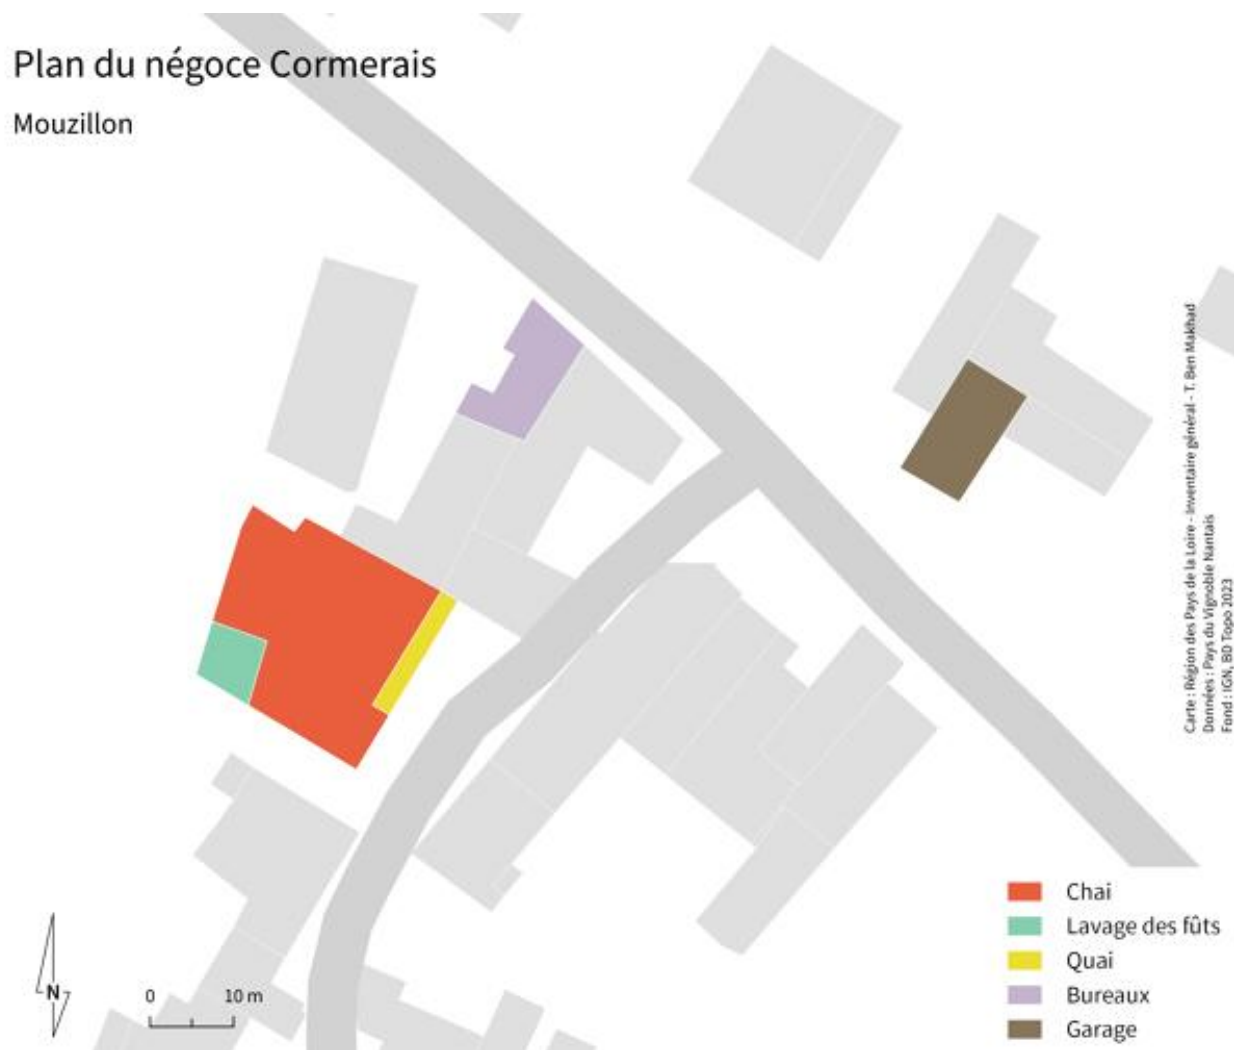 Plan du négoce Cormerais
Mouzillon
Carte : Région des Pays de la Loire - Inventaire général - T. Ben Makhad
Données : Pays du Vignoble Nantais
Fond : IGN, BD Topo 2023
N
0 10 m
Chai
Lavage des fûts
Quai
Bureaux
Garage